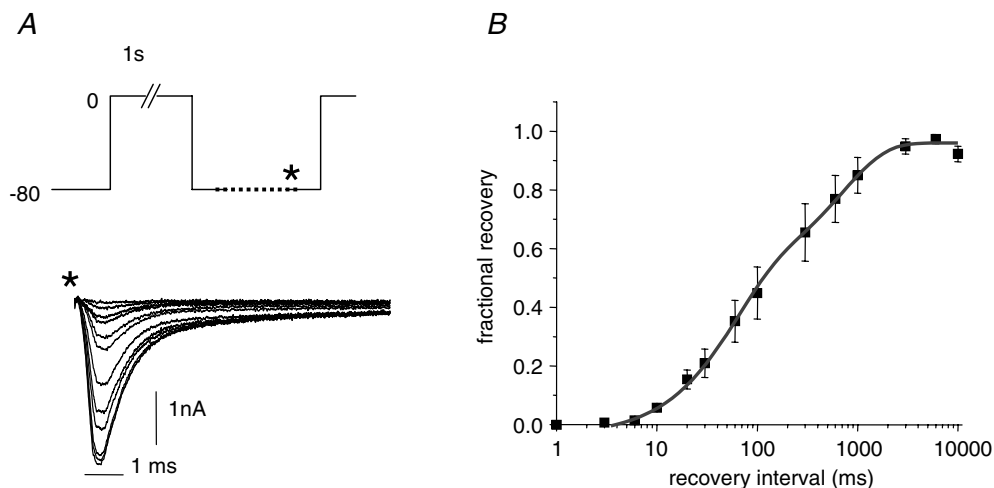 A
1s
0
*
-80
*
1nA
1 ms
B
fractional recovery
1.0
0.8
0.6
0.4
0.2
0.0
1 10 100 1000 10000
recovery interval (ms)